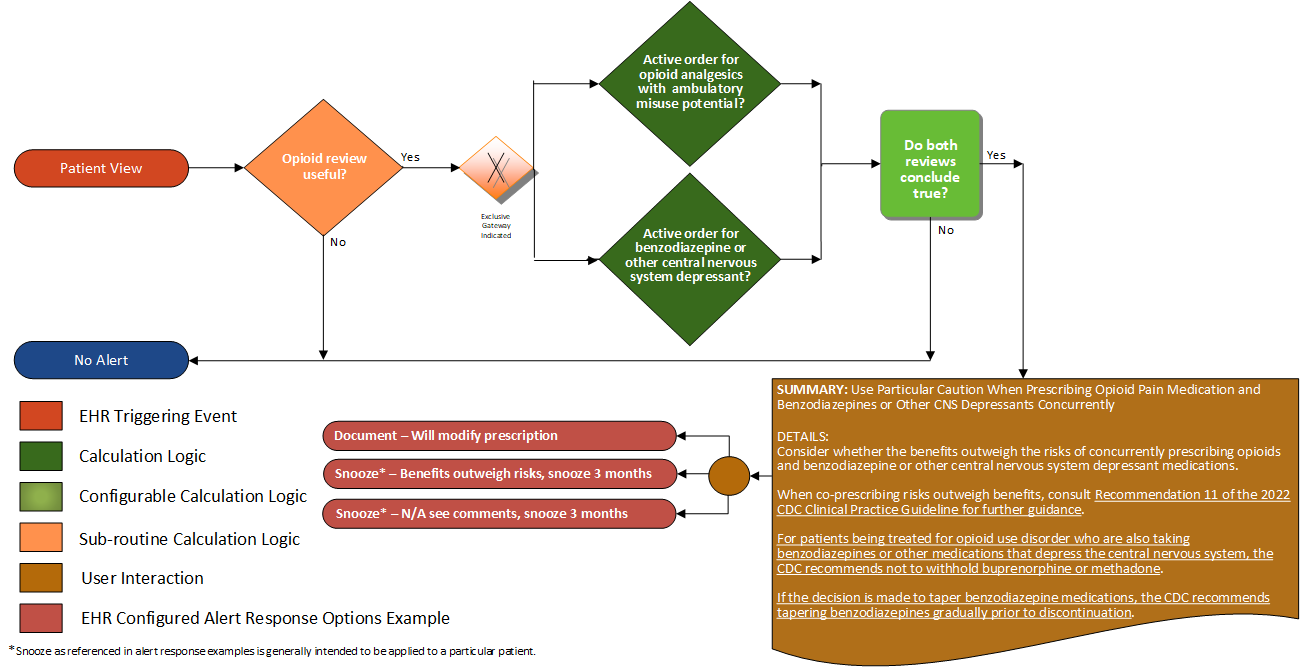 Patient View
Opioid review
useful?
Yes
No
Exclusive
Gateway
Indicated
Active order for
opioid analgesics
with ambulatory
misuse potential?
Active order for
benzodiazepine or
other central nervous
system depressant?
Do both
reviews
conclude
true?
Yes
No
No Alert
SUMMARY: Use Particular Caution When Prescribing Opioid Pain Medication and
Benzodiazepines or Other CNS Depressants Concurrently
DETAILS:
Consider whether the benefits outweigh the risks of concurrently prescribing opioids
and benzodiazepine or other central nervous system depressant medications.
When co-prescribing risks outweigh benefits, consult Recommendation 11 of the 2022
CDC Clinical Practice Guideline for further guidance.
For patients being treated for opioid use disorder who are also taking
benzodiazepines or other medications that depress the central nervous system, the
CDC recommends not to withhold buprenorphine or methadone.
If the decision is made to taper benzodiazepine medications, the CDC recommends
tapering benzodiazepines gradually prior to discontinuation.
Document – Will modify prescription
Snooze* – Benefits outweigh risks, snooze 3 months
Snooze* – N/A see comments, snooze 3 months
EHR Triggering Event
Calculation Logic
Configurable Calculation Logic
Sub-routine Calculation Logic
User Interaction
EHR Configured Alert Response Options Example
*Snooze as referenced in alert response examples is generally intended to be applied to a particular patient.